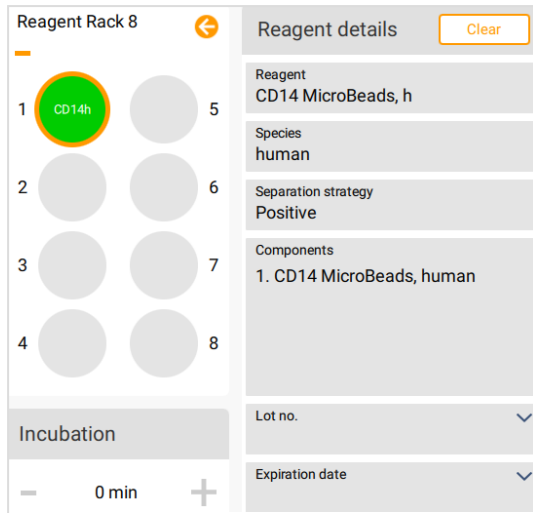 Reagent Rack 8
1 CD14h 5
2 6
3 7
4 8
Incubation
0 min
Reagent details
Clear
Reagent
CD14 MicroBeads, h
Species
human
Separation strategy
Positive
Components
1. CD14 MicroBeads, human
Lot no.
Expiration date